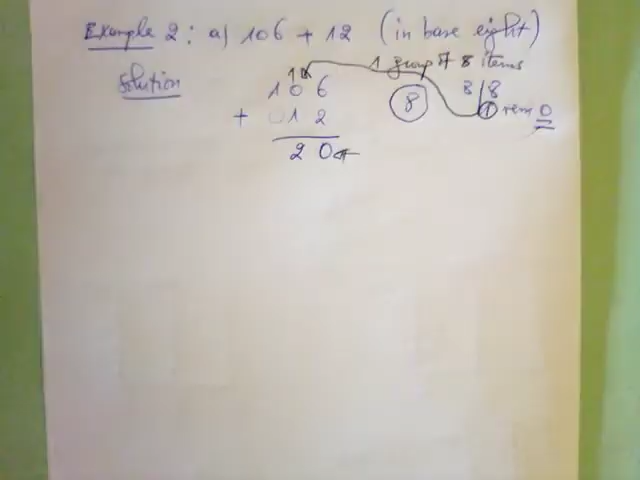 Example 2: a) 106 + 12 (in base eight)
Solution
1 group of 8 items
1
1 0 6
8
8 | 8
+ 0 1 2
1 rem 0
2 0